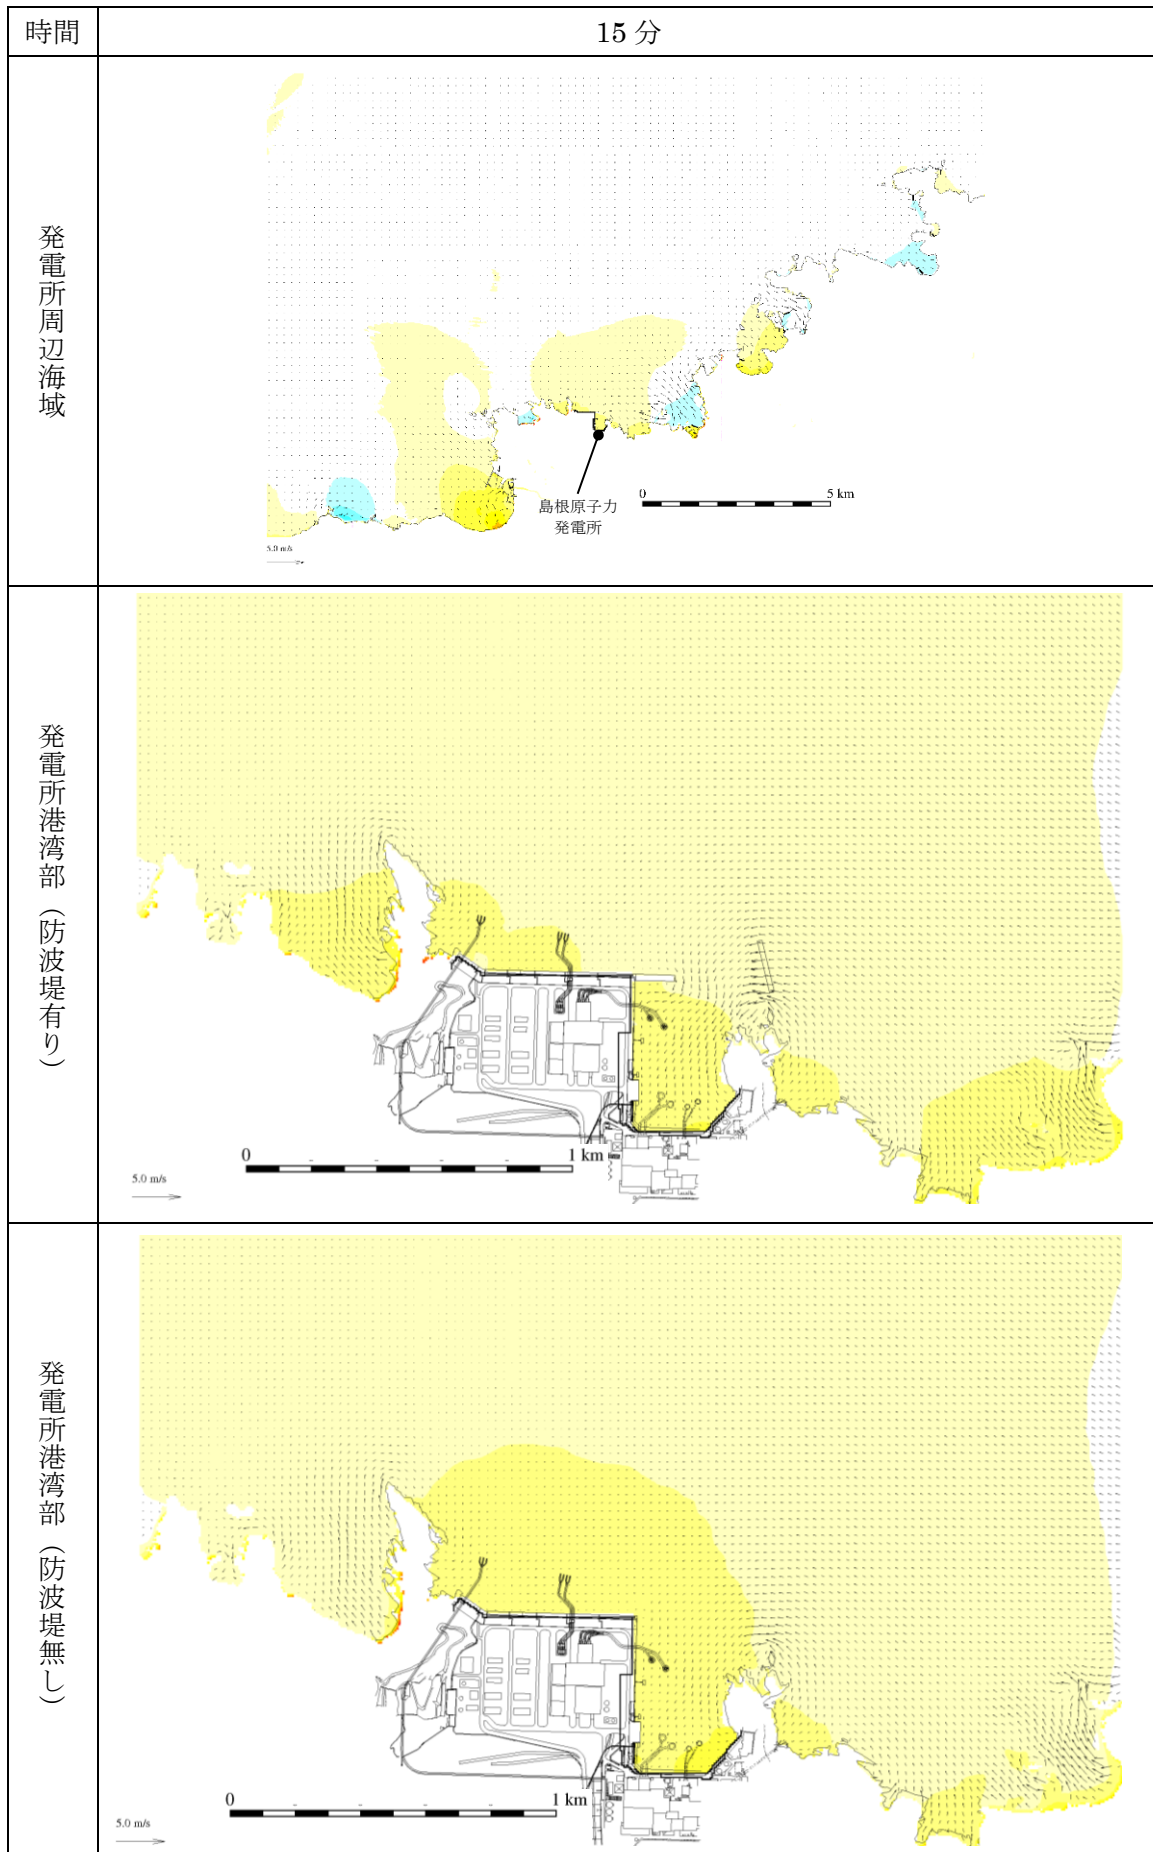 時間
15 分
発電所周辺海域
島根原子力
発電所
0
5 km
5.0 m/s
発電所港湾部（防波堤有り）
0
1 km
5.0 m/s
発電所港湾部（防波堤無し）
0
1 km
5.0 m/s